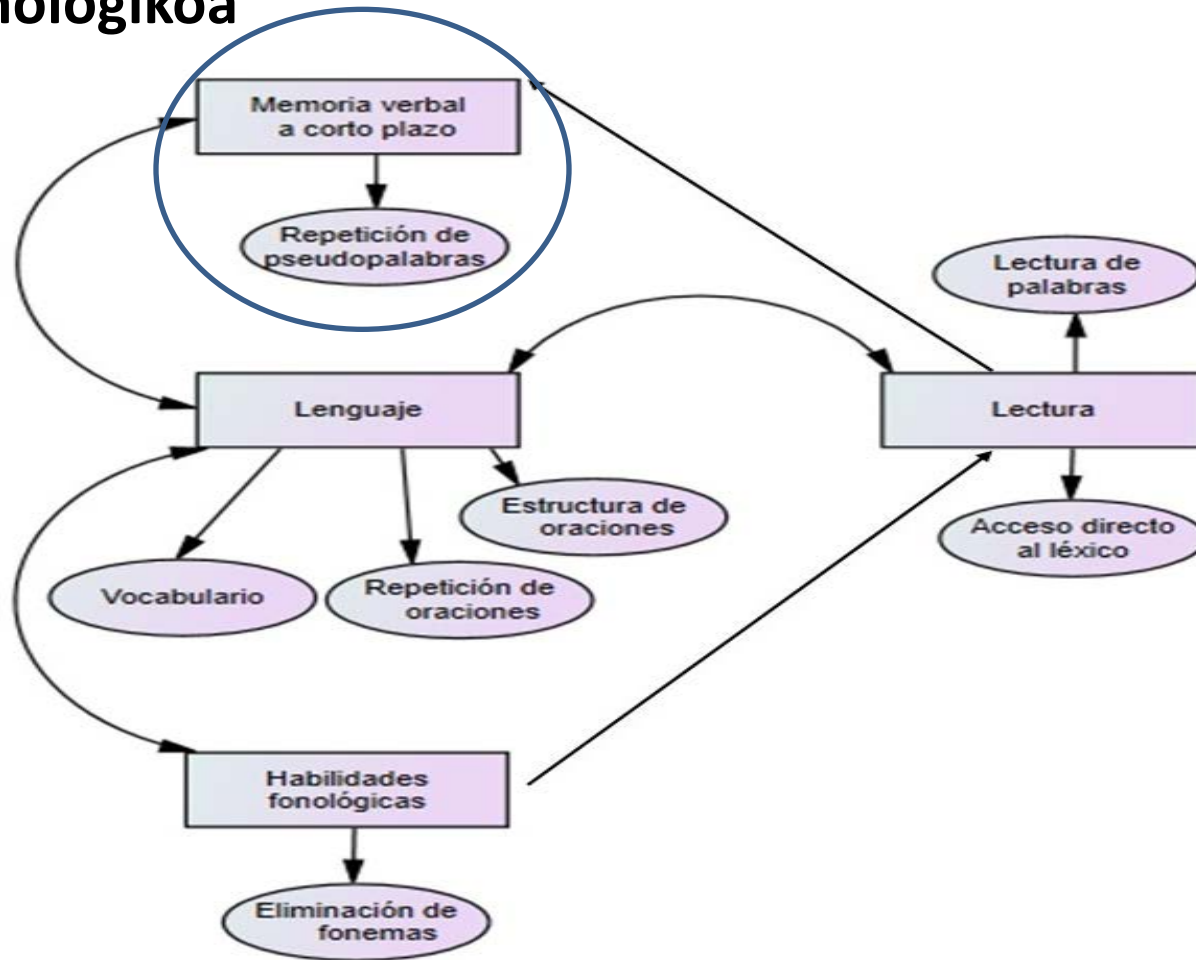 nologikoa
Memoria verbal
a corto plazo
Repetición de
pseudopalabras
Lectura de
palabras
Lenguaje
Lectura
Estructura de
oraciones
Acceso directo
al léxico
Vocabulario
Repetición de
oraciones
Habilidades
fonológicas
Eliminación de
fonemas